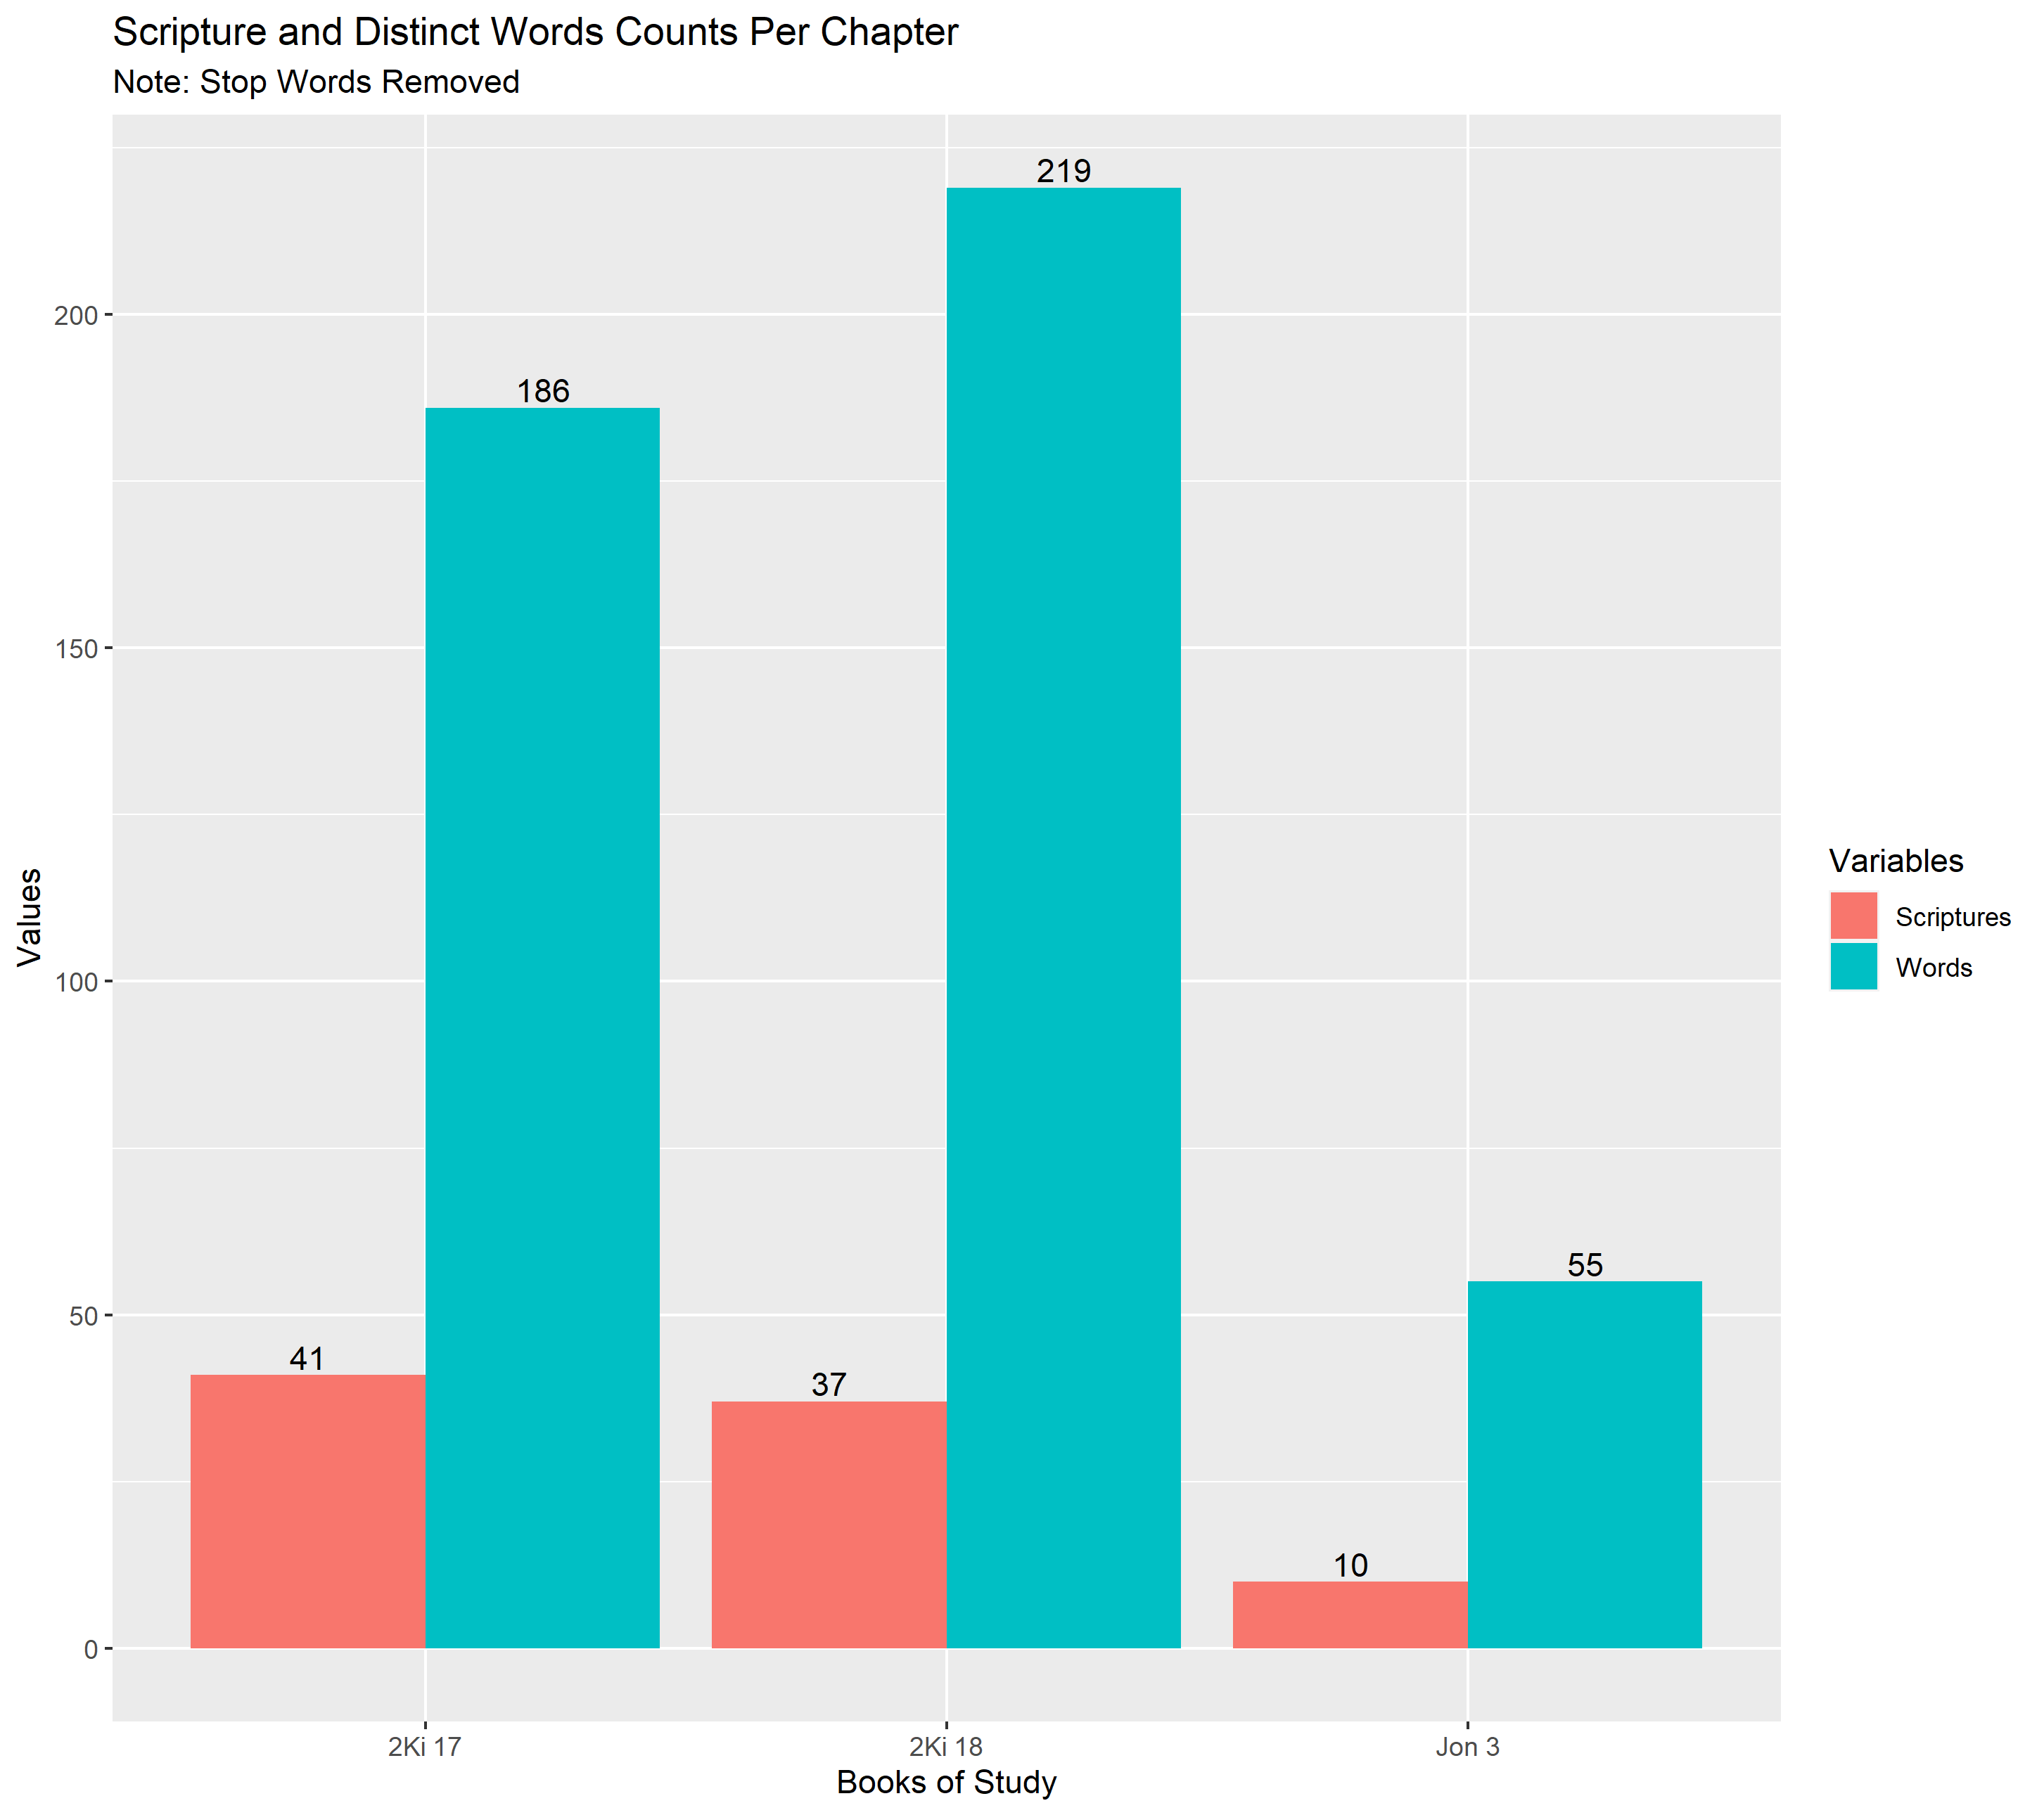 Scripture and Distinct Words Counts Per Chapter
Note: Stop Words Removed
219
200
186
150
Variables
Values
Scriptures
Words
100
55
50
41
37
10
0
2Ki 17
2Ki 18
Jon 3
Books of Study